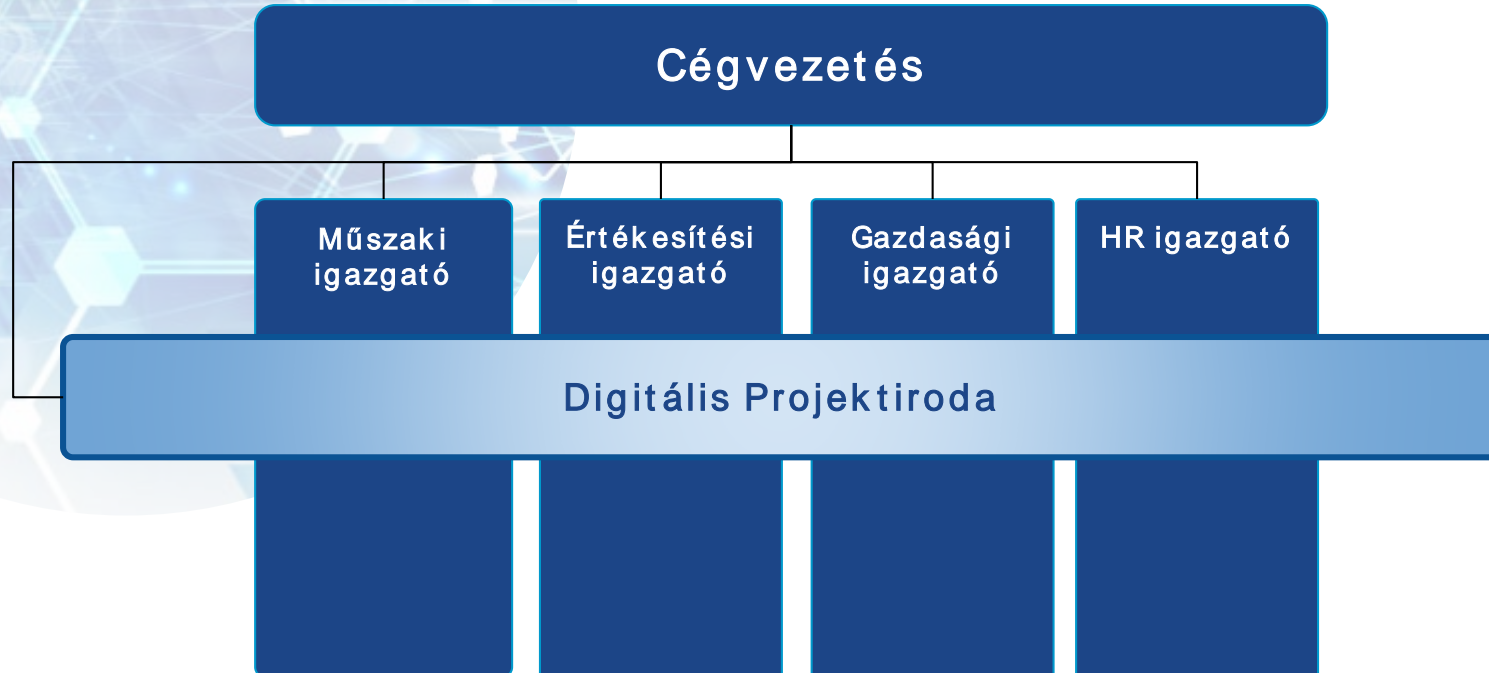 Cégvezetés
Műszaki
igazgató
Értékesítési
igazgató
Gazdasági
igazgató
HR igazgató
Digitális Projektiroda